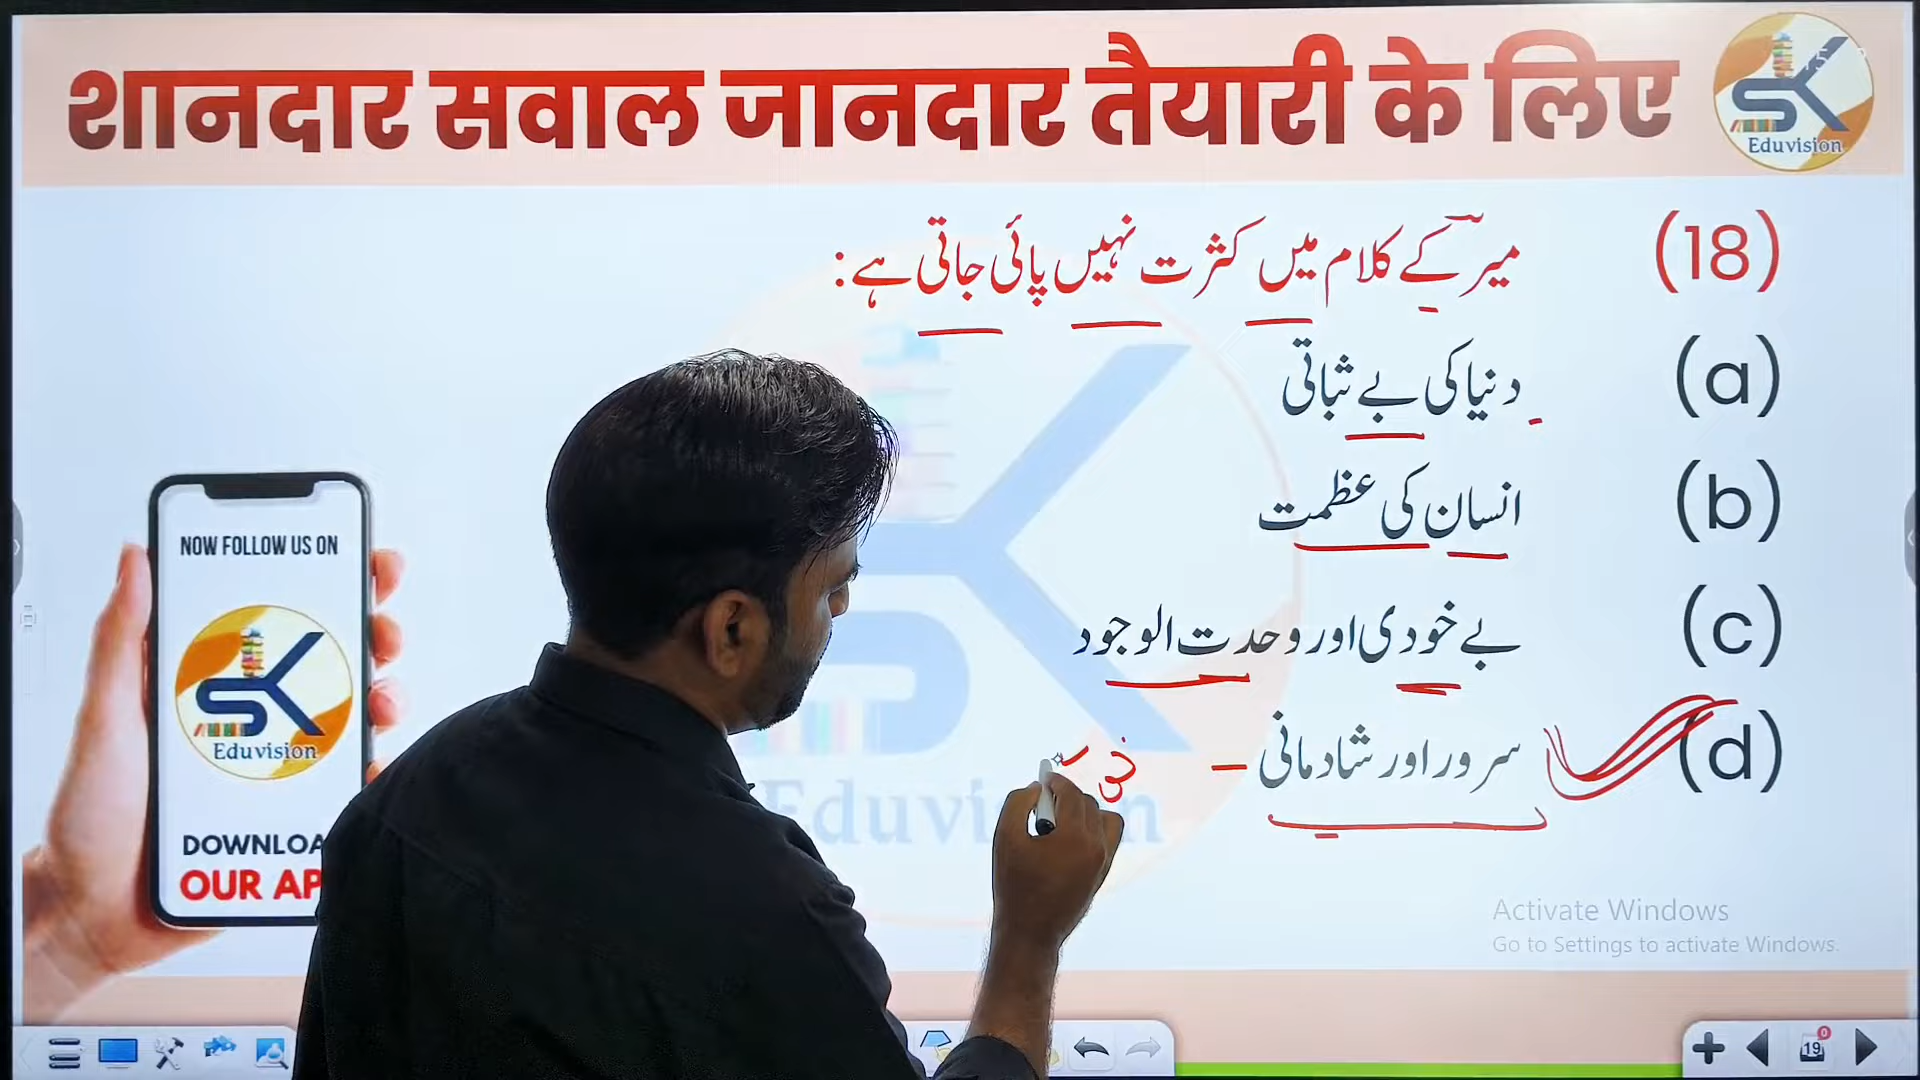 शानदार सवाल जानदार तैयारी के लिए
SK
Eduvision
(18) میر کے کلام میں کثرت نہیں پائی جاتی ہے:
(a) دنیا کی بے ثباتی
(b) انسان کی عظمت
(c) بے خودی اور وحدت الوجود
(d) سرور اور شادمانی
NOW FOLLOW US ON
SK
Eduvision
DOWNLOA
OUR AP
Activate Windows
Go to Settings to activate Windows.
19
0